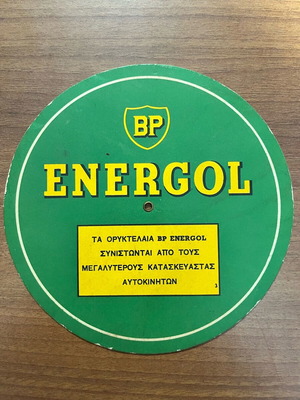 BP
ENERGOL
ΤΑ ΟΡΥΚΤΕΛΑΙΑ BP ENERGOL
ΣΥΝΙΣΤΩΝΤΑΙ ΑΠΟ ΤΟΥΣ
ΜΕΓΑΛΥΤΕΡΟΥΣ ΚΑΤΑΣΚΕΥΑΣΤΑΣ
ΑΥΤΟΚΙΝΗΤΩΝ
3